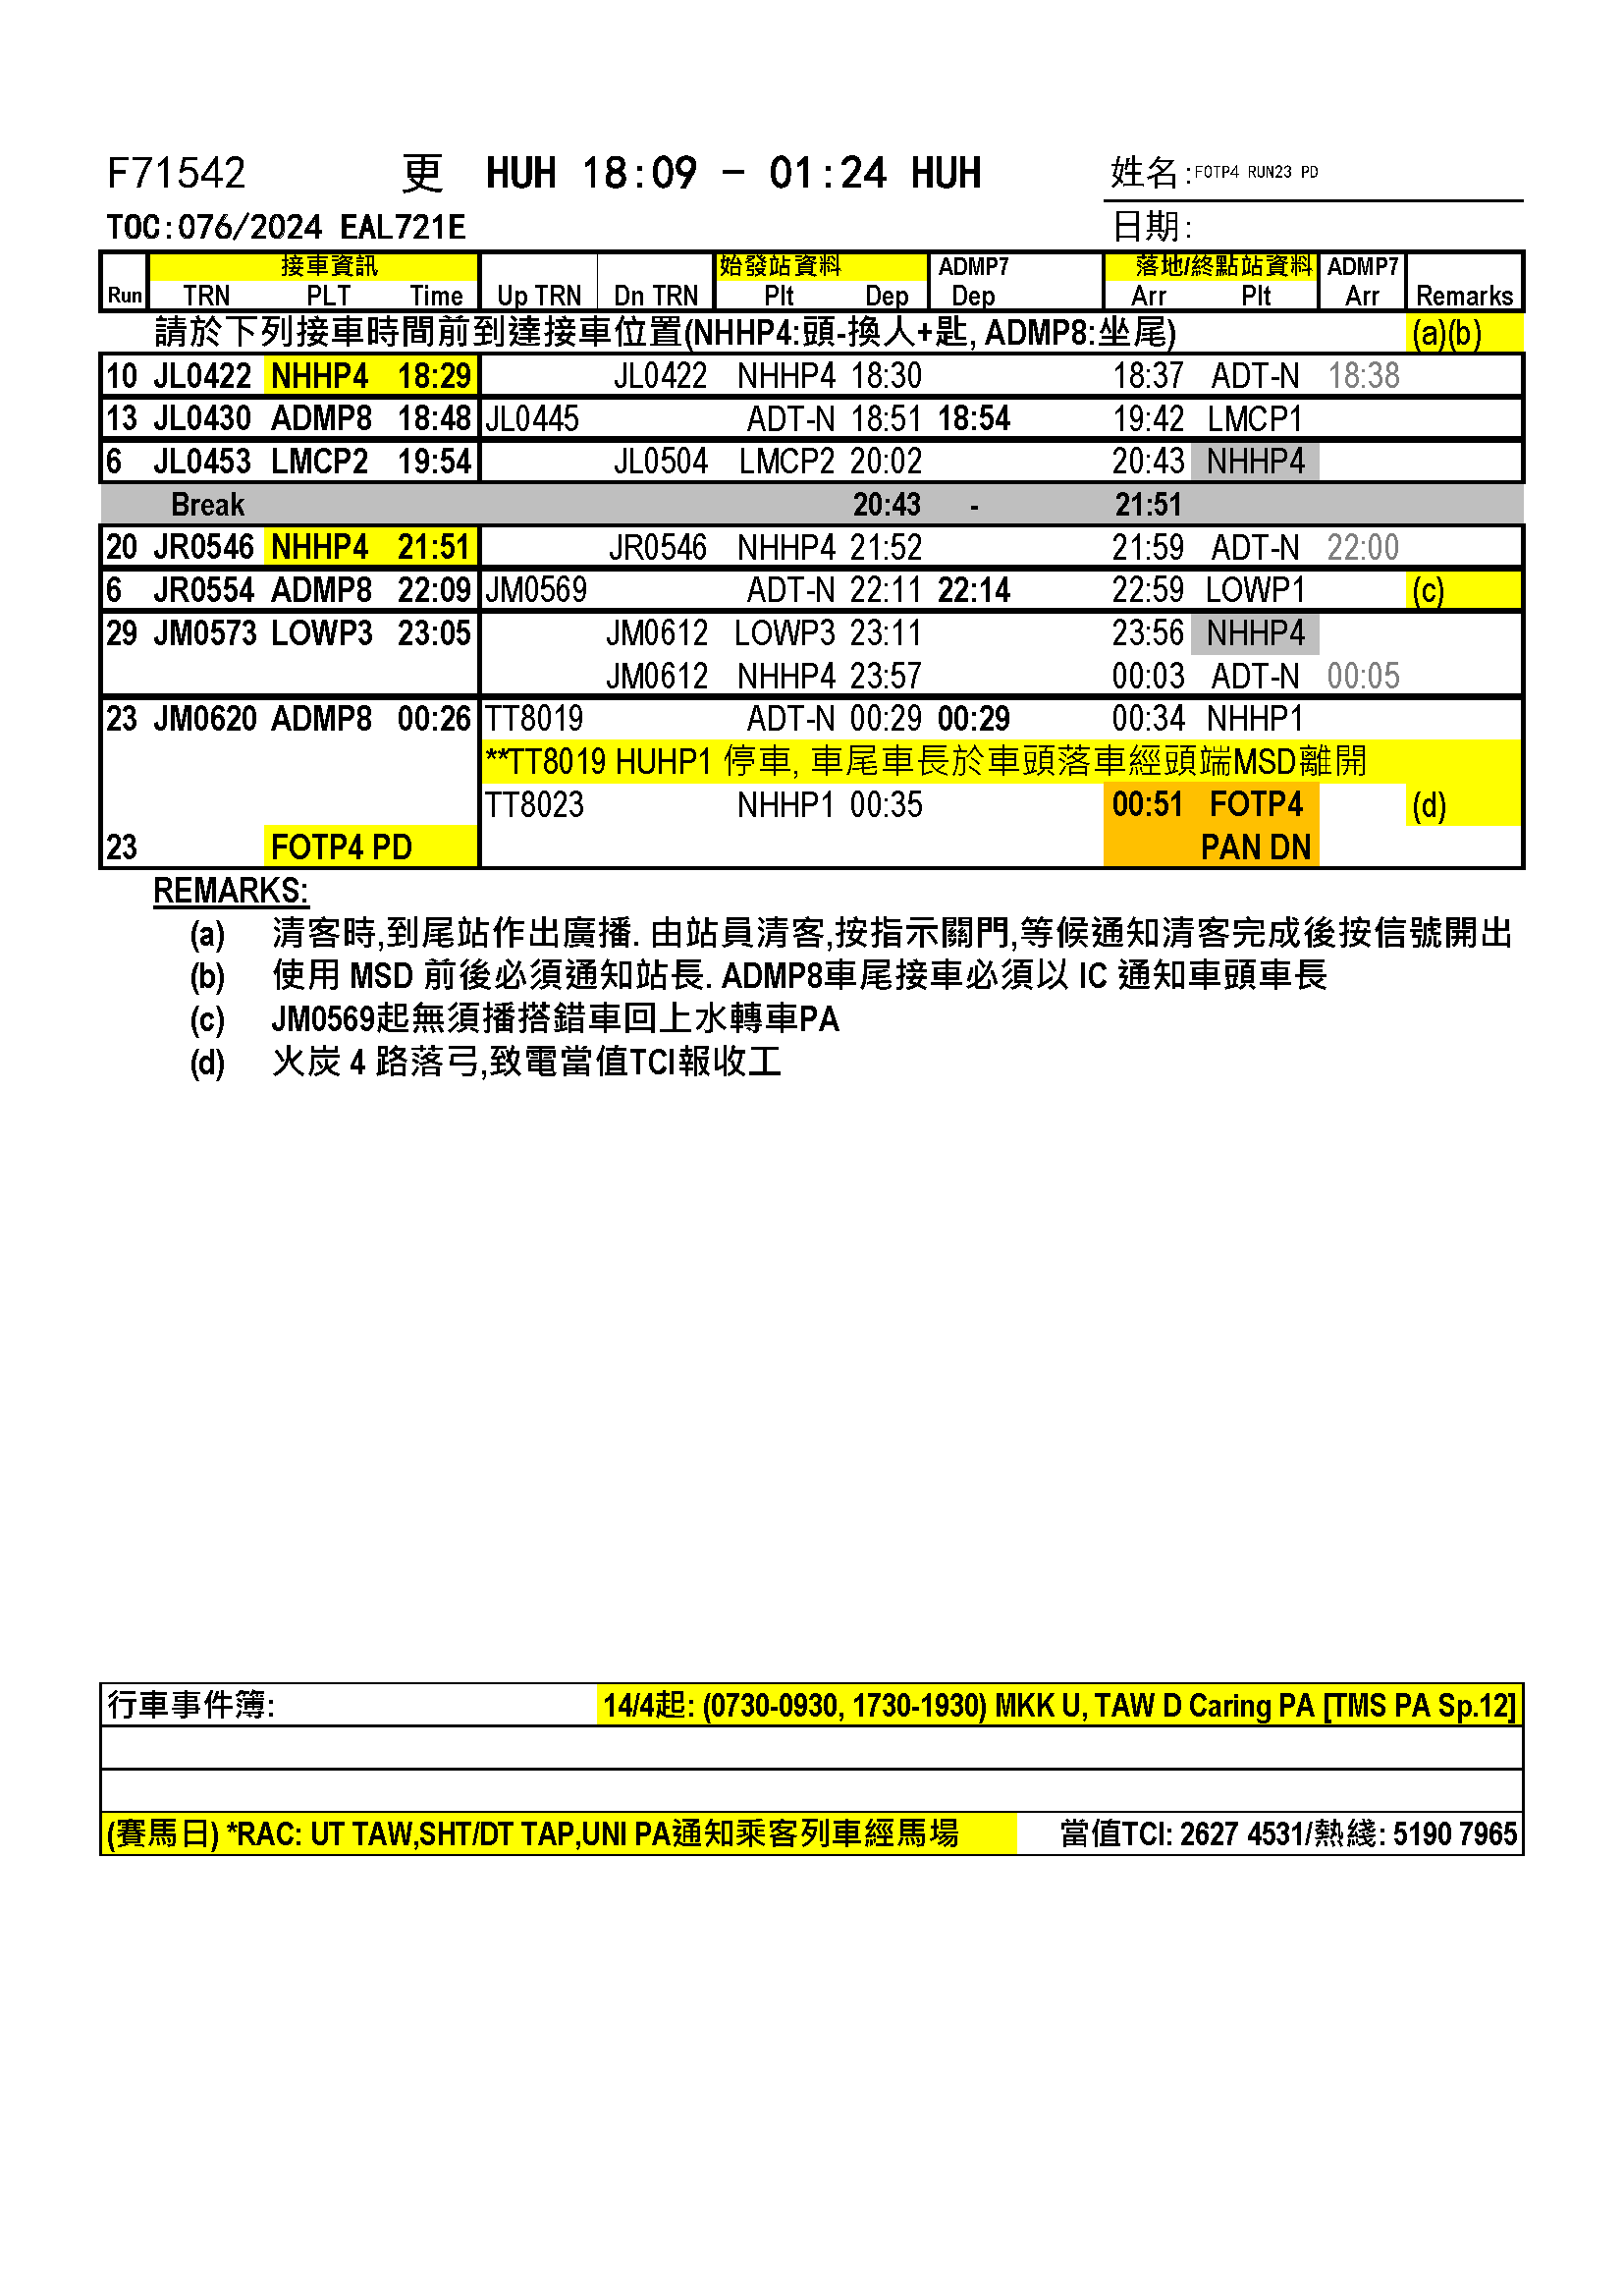 F71542 更 HUH 18:09 - 01:24 HUH 姓名:FOTP4 RUN23 PD
TOC:076/2024 EAL721E 日期:
接車資訊 始發站資料 ADMP7 落地/終點站資料 ADMP7
Run TRN PLT Time Up TRN Dn TRN Plt Dep Dep Arr Plt Arr Remarks
請於下列接車時間前到達接車位置(NHHP4:頭-換人+匙, ADMP8:坐尾) (a)(b)
10 JL0422 NHHP4 18:29 JL0422 NHHP4 18:30 18:37 ADT-N 18:38
13 JL0430 ADMP8 18:48 JL0445 ADT-N 18:51 18:54 19:42 LMCP1
6 JL0453 LMCP2 19:54 JL0504 LMCP2 20:02 20:43 NHHP4
Break 20:43 - 21:51
20 JR0546 NHHP4 21:51 JR0546 NHHP4 21:52 21:59 ADT-N 22:00
6 JR0554 ADMP8 22:09 JM0569 ADT-N 22:11 22:14 22:59 LOWP1 (c)
29 JM0573 LOWP3 23:05 JM0612 LOWP3 23:11 23:56 NHHP4
JM0612 NHHP4 23:57 00:03 ADT-N 00:05
23 JM0620 ADMP8 00:26 TT8019 ADT-N 00:29 00:29 00:34 NHHP1
**TT8019 HUHP1 停車, 車尾車長於車頭落車經頭端MSD離開
TT8023 NHHP1 00:35 00:51 FOTP4 (d)
23 FOTP4 PD PAN DN
REMARKS:
(a) 清客時,到尾站作出廣播. 由站員清客,按指示關門,等候通知清客完成後按信號開出
(b) 使用 MSD 前後必須通知站長. ADMP8車尾接車必須以 IC 通知車頭車長
(c) JM0569起無須播搭錯車回上水轉車PA
(d) 火炭 4 路落弓,致電當值TCI報收工
行車事件簿: 14/4起: (0730-0930, 1730-1930) MKK U, TAW D Caring PA [TMS PA Sp.12]
(賽馬日) *RAC: UT TAW,SHT/DT TAP,UNI PA通知乘客列車經馬場 當值TCI: 2627 4531/熱綫: 5190 7965